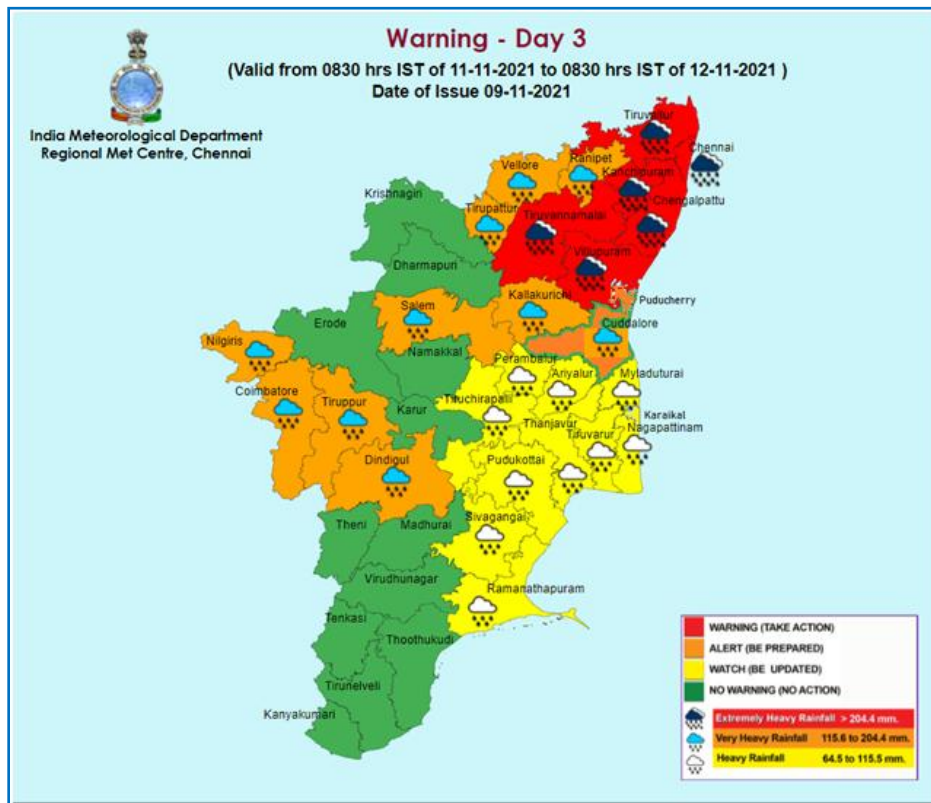 Warning - Day 3
(Valid from 0830 hrs IST of 11-11-2021 to 0830 hrs IST of 12-11-2021 )
Date of Issue 09-11-2021
India Meteorological Department
Regional Met Centre, Chennai
Tiruvallur
Chennai
Ranipet
Vellore
Kanchipuram
Krishnagiri
Chengalpattu
Tirupattur
Tiruvannamalai
Villupuram
Dharmapuri
Kallakurichi
Puducherry
Salem
Cuddalore
Erode
Nilgiris
Namakkal
Perambalur
Ariyalur
Myladuturai
Coimbatore
Tiruppur
Tiruchirapalli
Karur
Karaikal
Thanjavur
Nagapattinam
Tiruvarur
Dindigul
Pudukottai
Sivagangai
Theni
Madhurai
Virudhunagar
Ramanathapuram
Tenkasi
Thoothukudi
Tirunelveli
Kanyakumari
WARNING (TAKE ACTION)
ALERT (BE PREPARED)
WATCH (BE UPDATED)
NO WARNING (NO ACTION)
Extremely Heavy Rainfall > 204.4 mm.
Very Heavy Rainfall 115.6 to 204.4 mm.
Heavy Rainfall 64.5 to 115.5 mm.